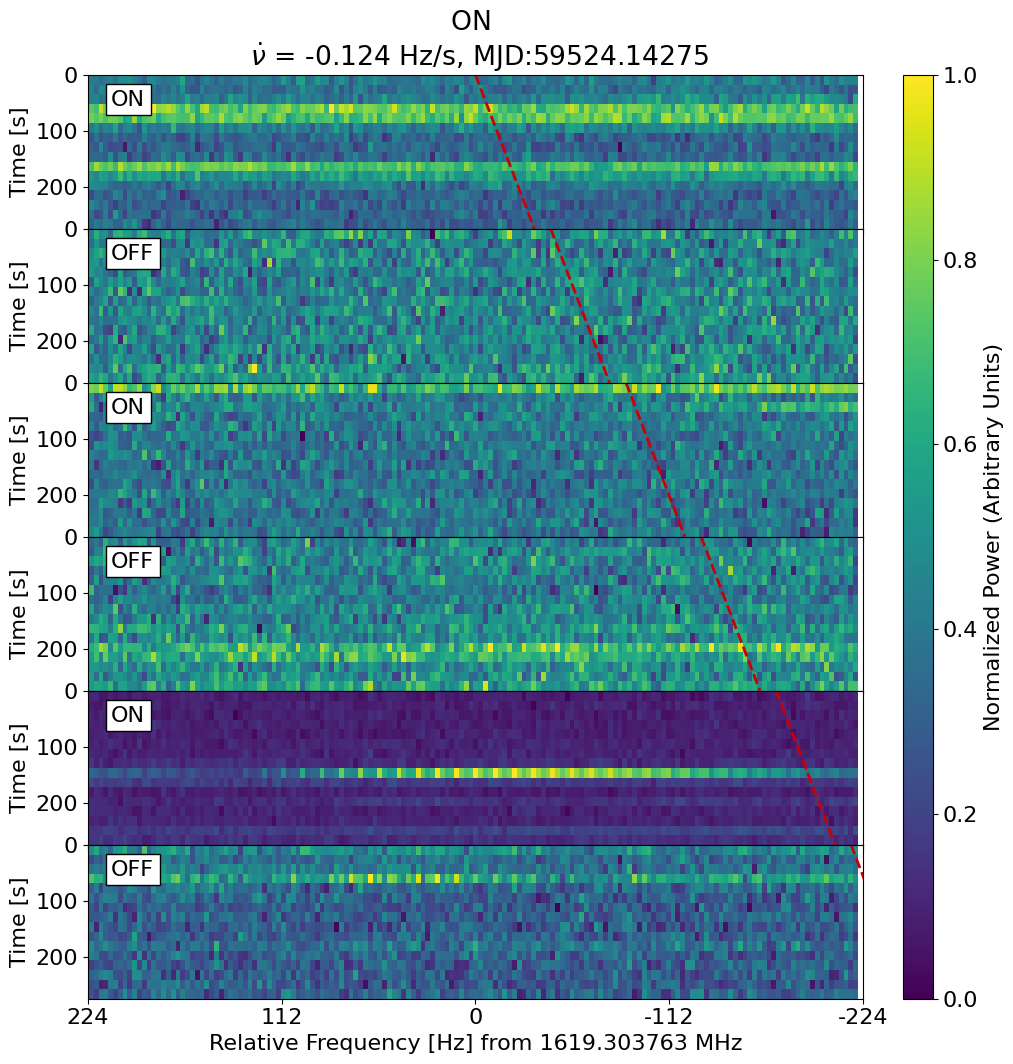 ON
ν̇ = -0.124 Hz/s, MJD:59524.14275
0
100
200
Time [s]
ON
0
100
200
Time [s]
OFF
0
100
200
Time [s]
ON
0
100
200
Time [s]
OFF
0
100
200
Time [s]
ON
0
100
200
Time [s]
OFF
224 112 0 -112 -224
Relative Frequency [Hz] from 1619.303763 MHz
1.0
0.8
0.6
0.4
0.2
0.0
Normalized Power (Arbitrary Units)